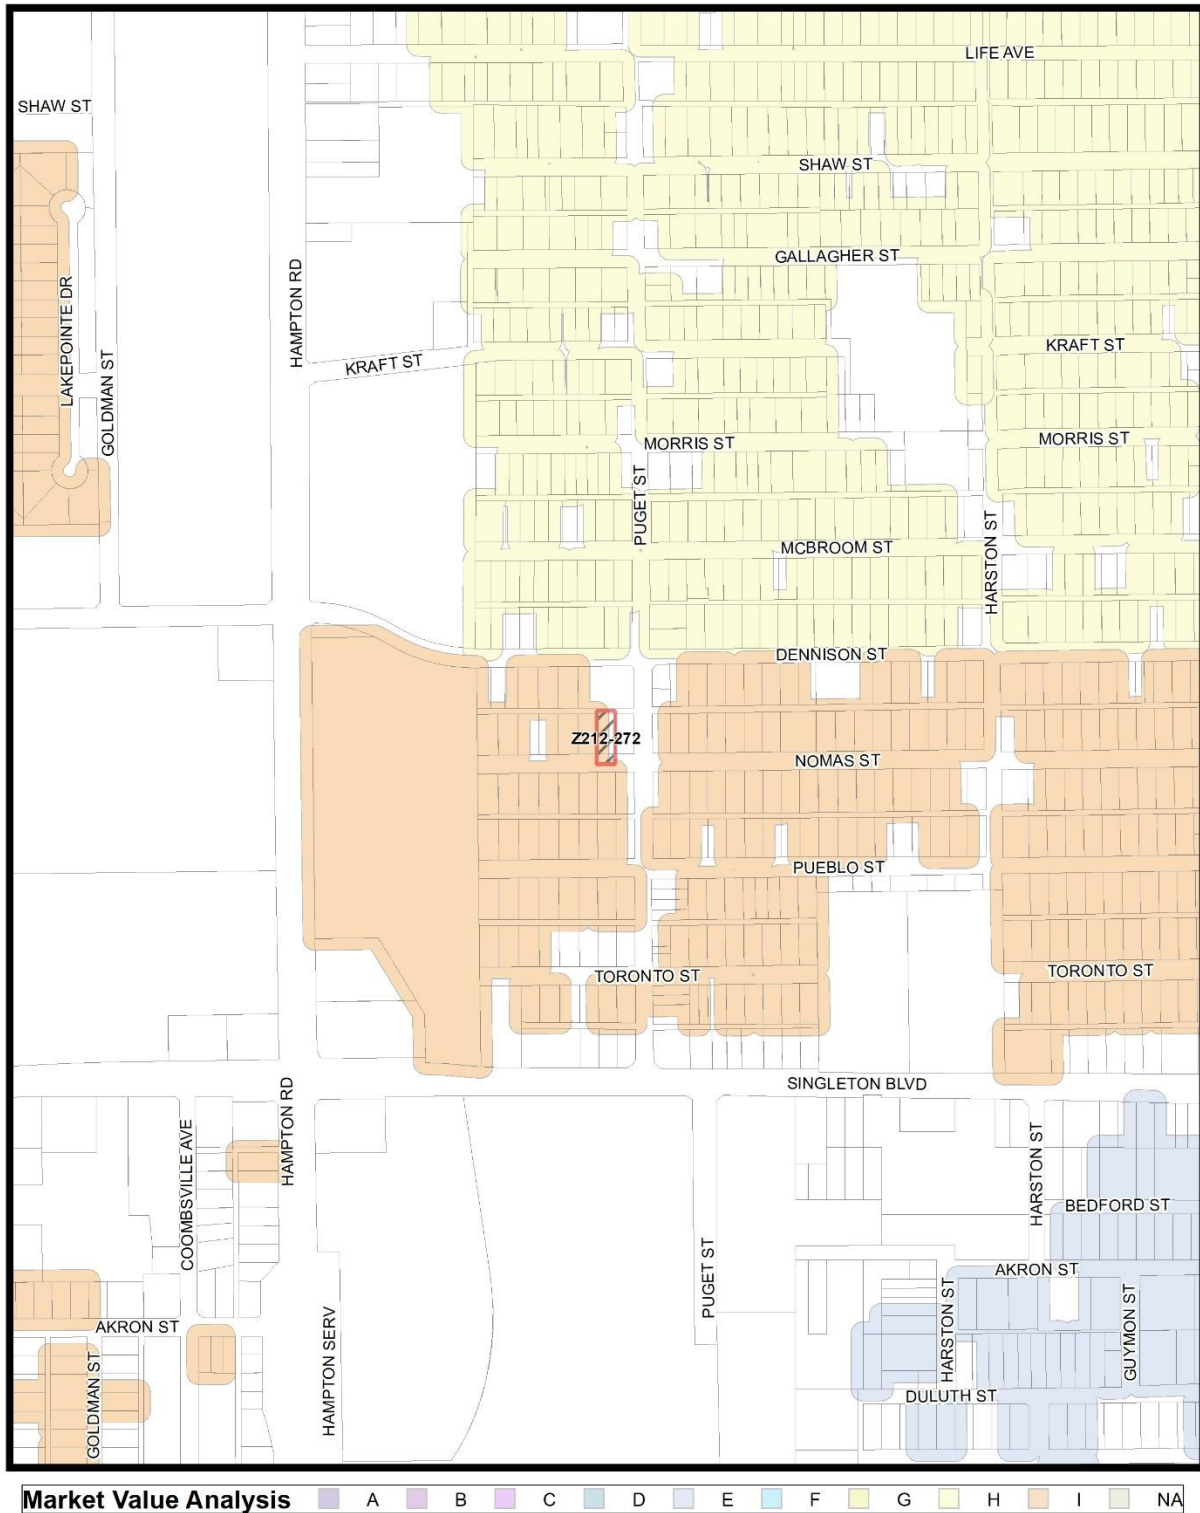 LIFE AVE
SHAW ST
SHAW ST
GALLAGHER ST
HAMPTON RD
LAKEPOINTE DR
GOLDMAN ST
KRAFT ST
KRAFT ST
MORRIS ST
MORRIS ST
PUGET ST
HARSTON ST
MCBROOM ST
DENNISON ST
Z212-272
NOMAS ST
PUEBLO ST
TORONTO ST
TORONTO ST
SINGLETON BLVD
HAMPTON RD
COOMBSVILLE AVE
HARSTON ST
BEDFORD ST
PUGET ST
AKRON ST
AKRON ST
HARSTON ST
GUYMON ST
HAMPTON SERV
GOLDMAN ST
DULUTH ST
Market Value Analysis A B C D E F G H I NA